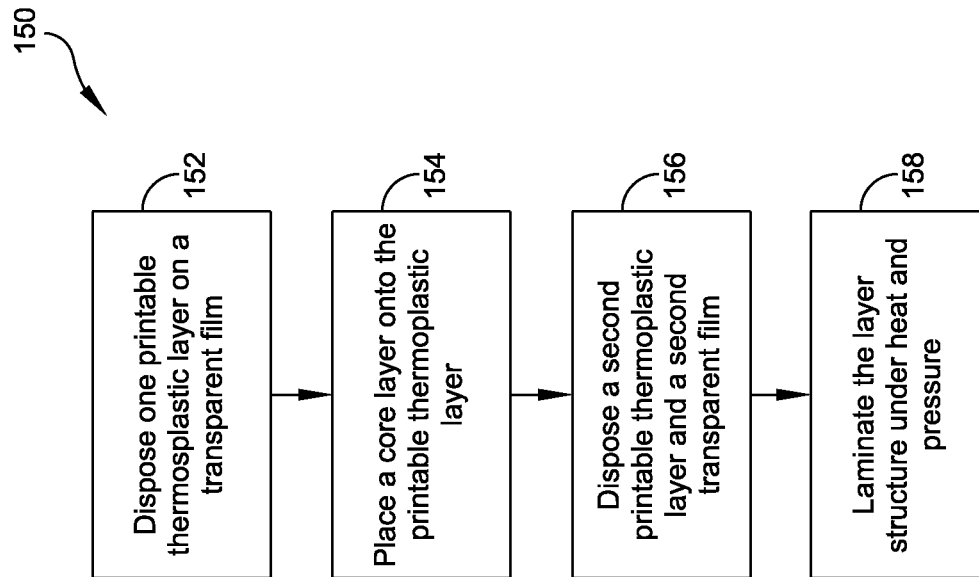 150
152
Dispose one printable
thermosplastic layer on a
transparent film
154
Place a core layer onto the
printable thermoplastic
layer
156
Dispose a second
printable thermoplastic
layer and a second
transparent film
158
Laminate the layer
structure under heat and
pressure